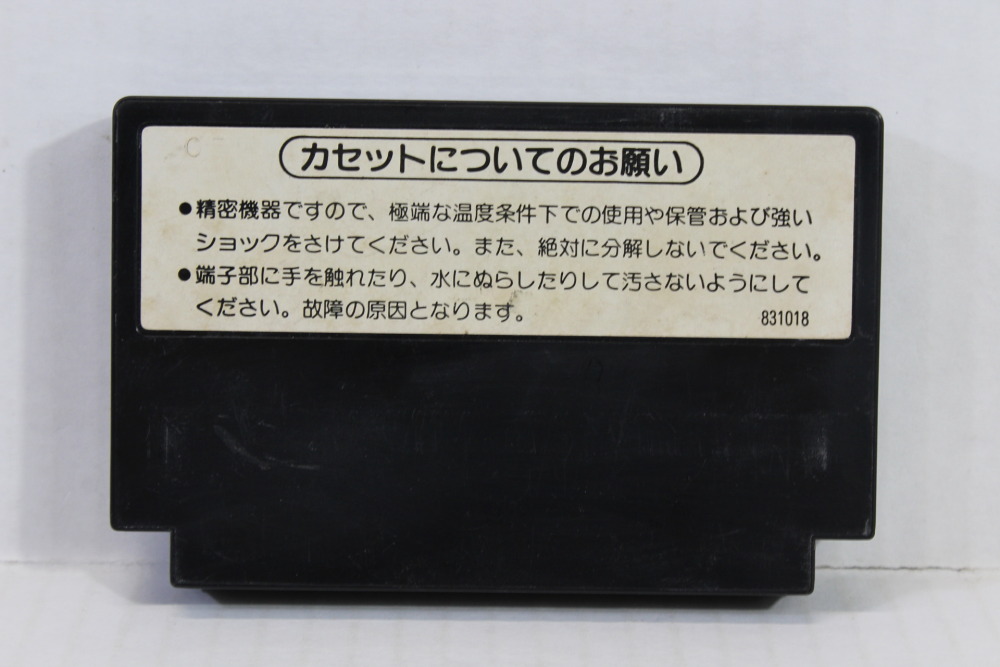 カセットについてのお願い
●精密機器ですので、極端な温度条件下での使用や保管および強い
ショックをさけてください。また、絶対に分解しないでください。
●端子部に手を触れたり、水にぬらしたりして汚さないようにして
ください。故障の原因となります。
831018